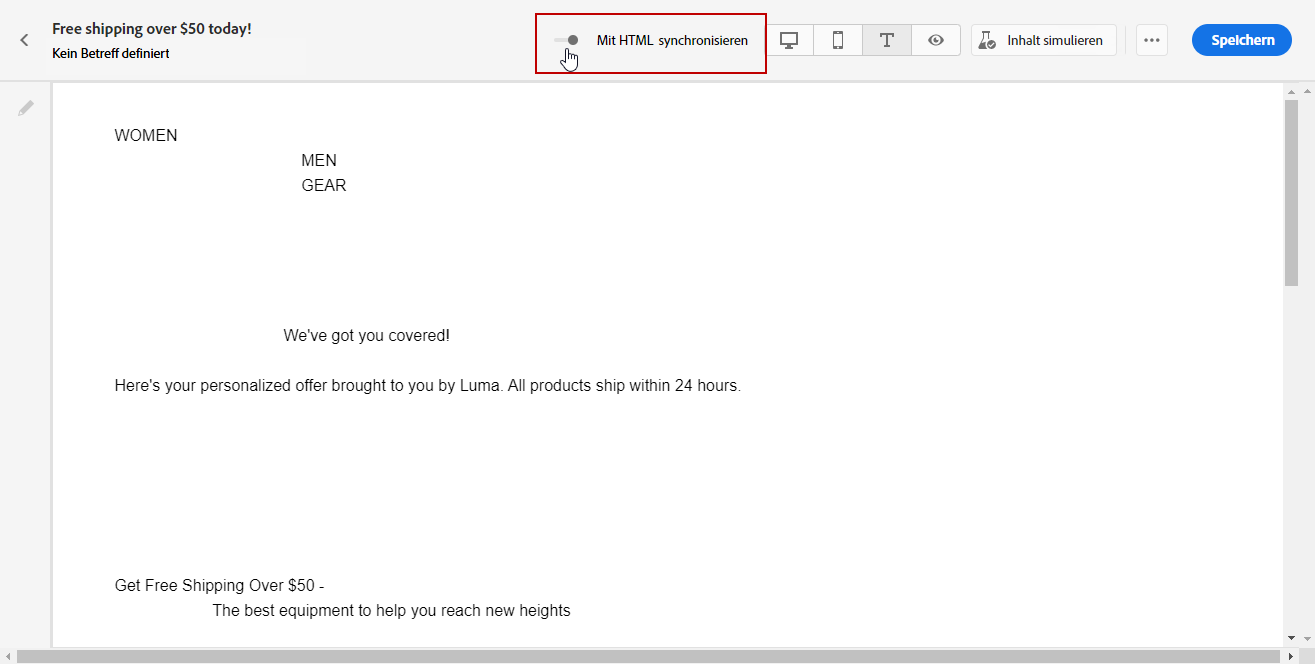 Free shipping over $50 today!
Kein Betreff definiert
Mit HTML synchronisieren
T
Inhalt simulieren
Speichern
WOMEN
MEN
GEAR
We've got you covered!
Here's your personalized offer brought to you by Luma. All products ship within 24 hours.
Get Free Shipping Over $50 -
The best equipment to help you reach new heights